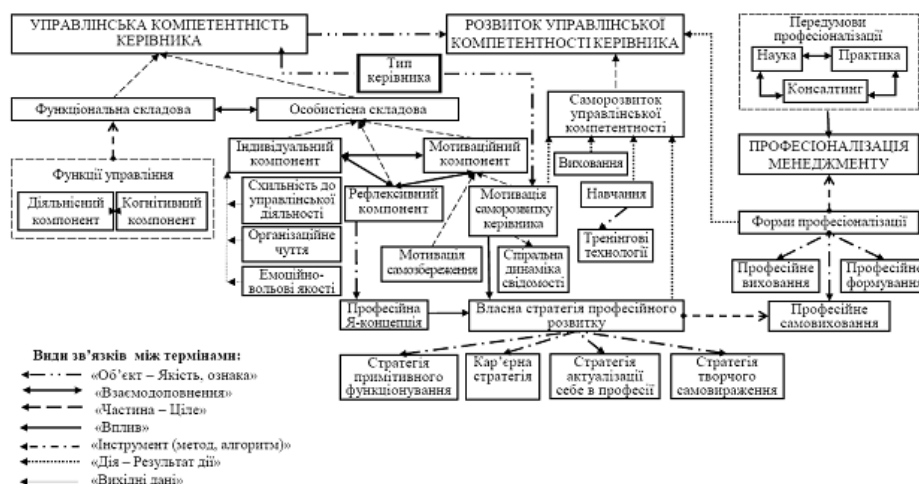 УПРАВЛІНСЬКА КОМПЕТЕНТНІСТЬ
КЕРІВНИКА
РОЗВИТОК УПРАВЛІНСЬКОЇ
КОМПЕТЕНТНОСТІ КЕРІВНИКА
Передумови
професіоналізації
Наука
Практика
Консалтинг
Тип
керівника
Функціональна складова
Особистісна складова
Саморозвиток
управлінської
компетентності
ПРОФЕСІОНАЛІЗАЦІЯ
МЕНЕДЖМЕНТУ
Індивідуальний
компонент
Мотиваційний
компонент
Виховання
Функції управління
Діяльнісний
компонент
Когнітивний
компонент
Схильність до
управлінської
діяльності
Рефлексивний
компонент
Мотивація
саморозвитку
керівника
Навчання
Форми професіоналізації
Організаційне
чуття
Мотивація
самозбереження
Спіральна
динаміка
свідомості
Тренінгові
технології
Емоційно-
вольові якості
Професійне
виховання
Професійне
формування
Професійна
Я-концепція
Власна стратегія професійного
розвитку
Професійне
самовиховання
Стратегія
примітивного
функціонування
Кар’єрна
стратегія
Стратегія
актуалізації
себе в професії
Стратегія
творчого
самовираження
Види зв’язків між термінами:
«Об’єкт – Якість, ознака»
«Взаємодоповнення»
«Частина – Ціле»
«Вплив»
«Інструмент (метод, алгоритм)»
«Дія – Результат дії»
«Вихідні дані»